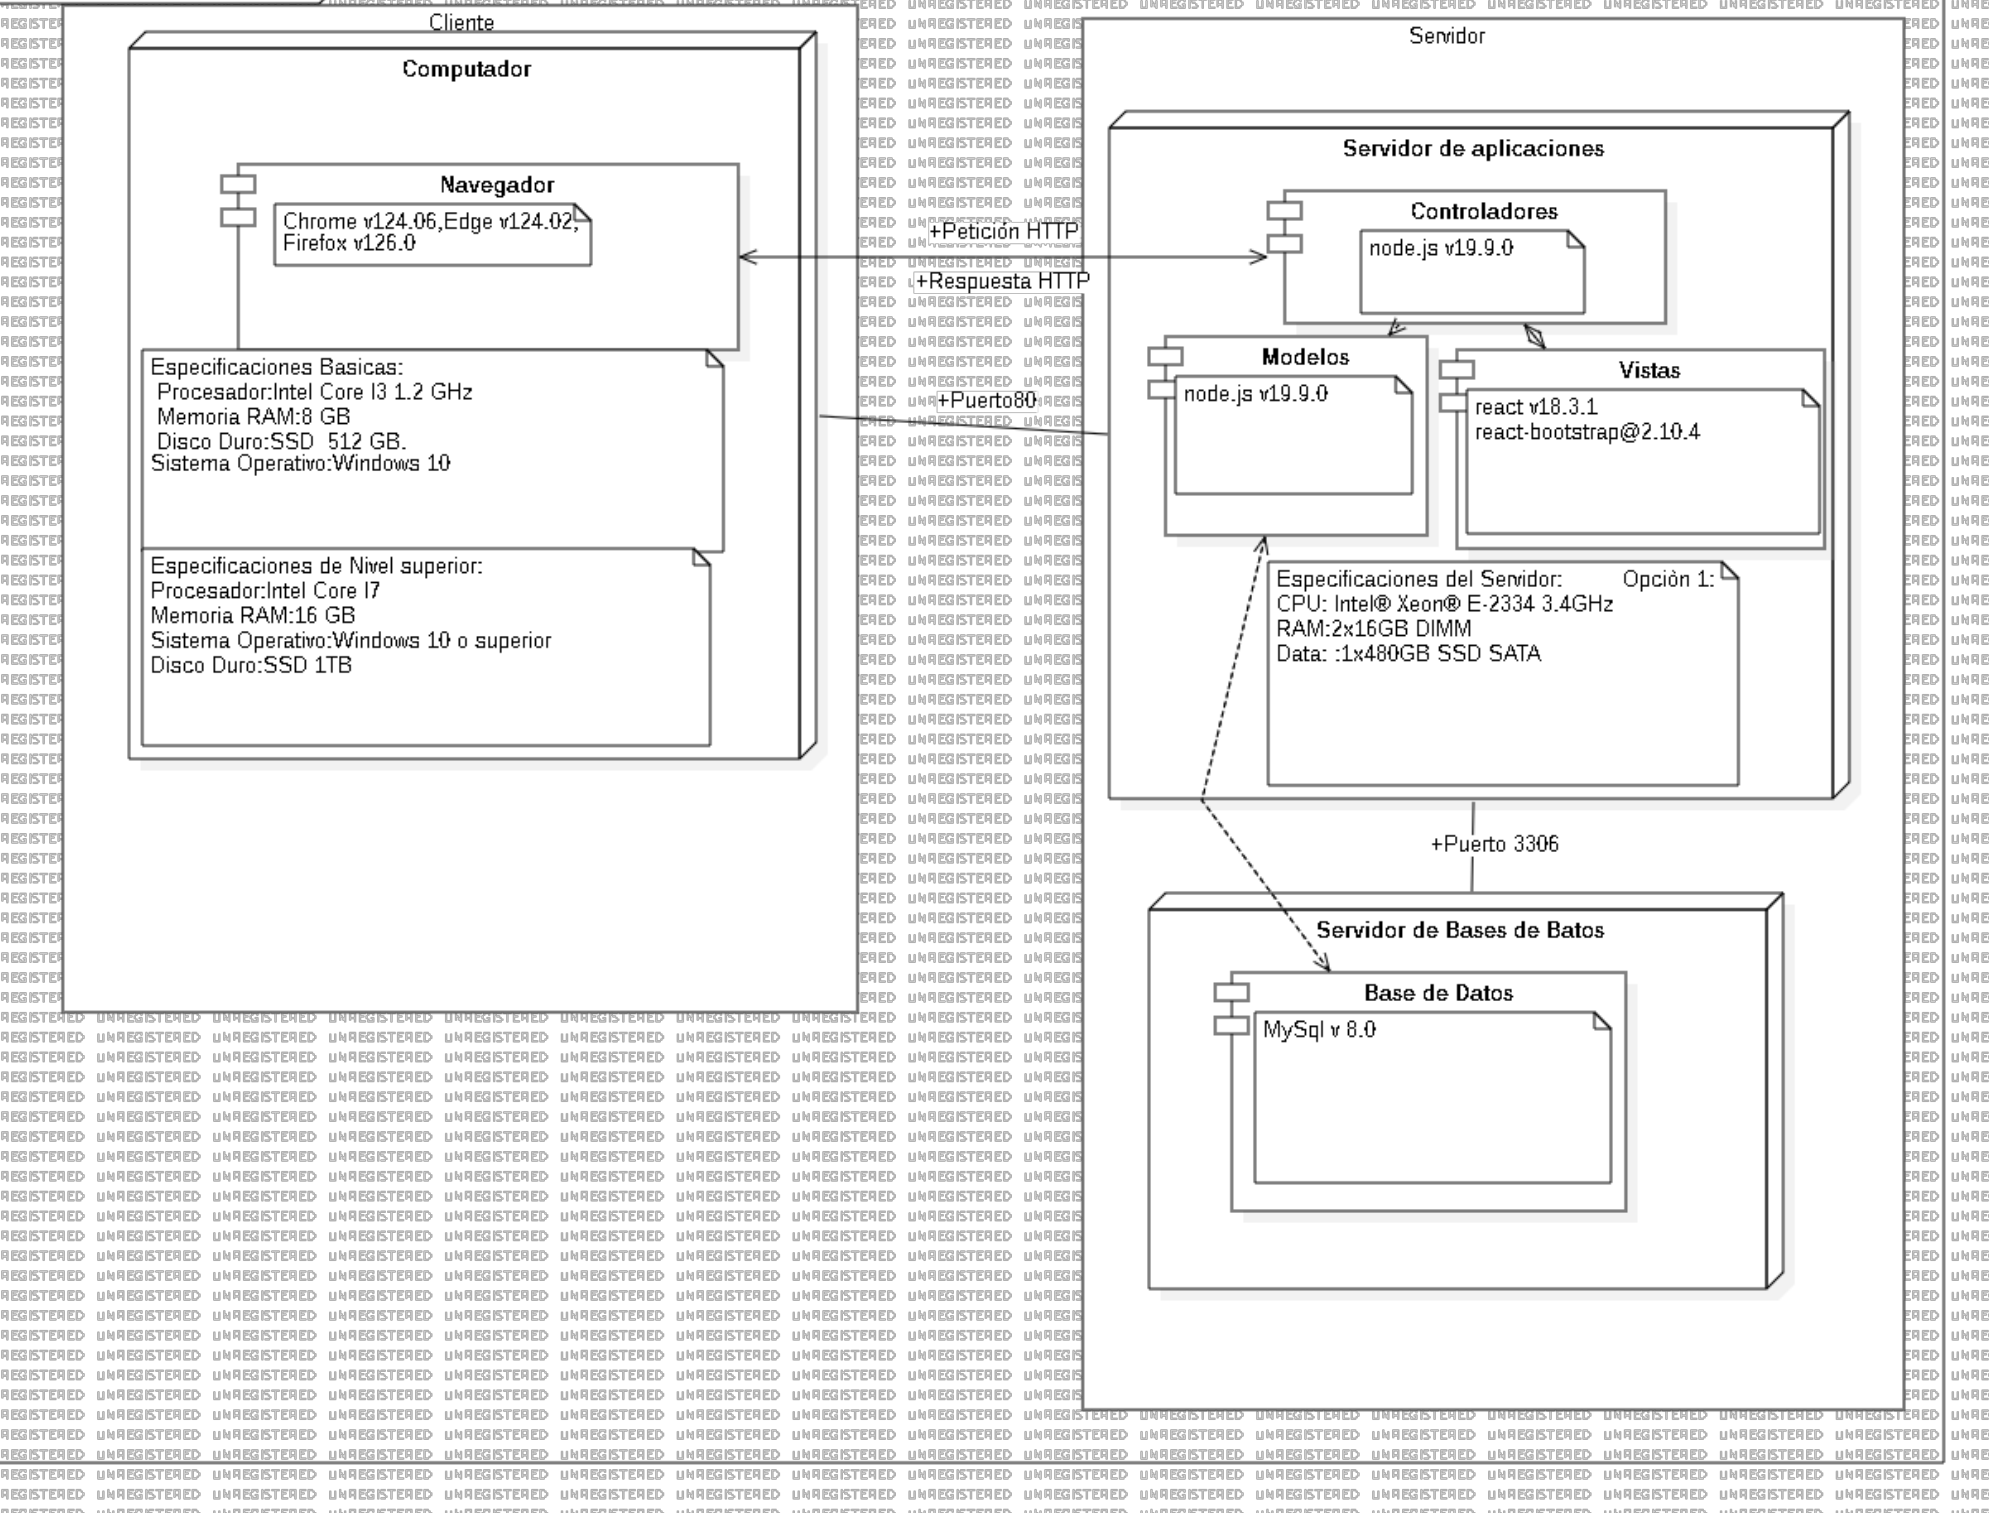 Cliente
Computador
Navegador
Chrome v124.06,Edge v124.02,
Firefox v126.0
Especificaciones Basicas:
Procesador:Intel Core I3 1.2 GHz
Memoria RAM:8 GB
Disco Duro:SSD 512 GB.
Sistema Operativo:Windows 10
Especificaciones de Nivel superior:
Procesador:Intel Core I7
Memoria RAM:16 GB
Sistema Operativo:Windows 10 o superior
Disco Duro:SSD 1TB
+Petición HTTP
+Respuesta HTTP
+Puerto80
Servidor
Servidor de aplicaciones
Controladores
node.js v19.9.0
Modelos
node.js v19.9.0
Vistas
react v18.3.1
react-bootstrap@2.10.4
Especificaciones del Servidor: Opciòn 1:
CPU: Intel® Xeon® E-2334 3.4GHz
RAM:2x16GB DIMM
Data: :1x480GB SSD SATA
+Puerto 3306
Servidor de Bases de Batos
Base de Datos
MySql v 8.0
UNREGISTERED